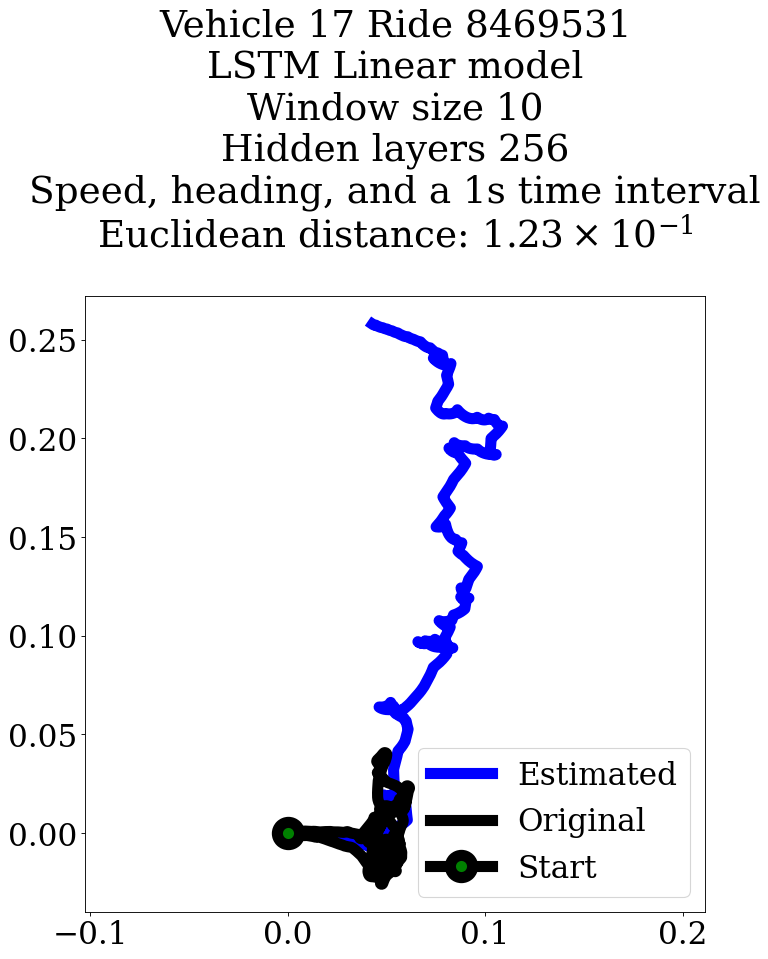 Vehicle 17 Ride 8469531
LSTM Linear model
Window size 10
Hidden layers 256
Speed, heading, and a 1s time interval
Euclidean distance: 1.23 × 10⁻¹
0.25
0.20
0.15
0.10
0.05
0.00
Estimated
Original
Start
−0.1
0.0
0.1
0.2